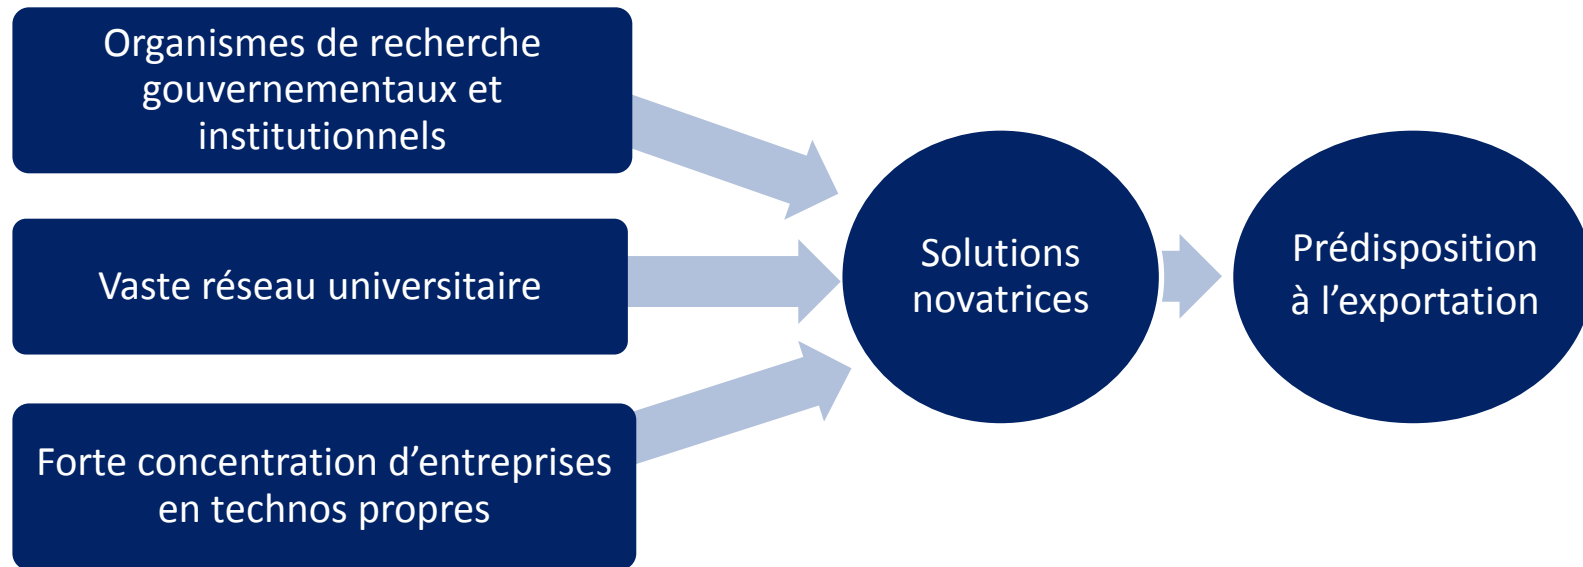 Organismes de recherche
gouvernementaux et
institutionnels
Vaste réseau universitaire
Forte concentration d’entreprises
en technos propres
Solutions
novatrices
Prédisposition
à l’exportation